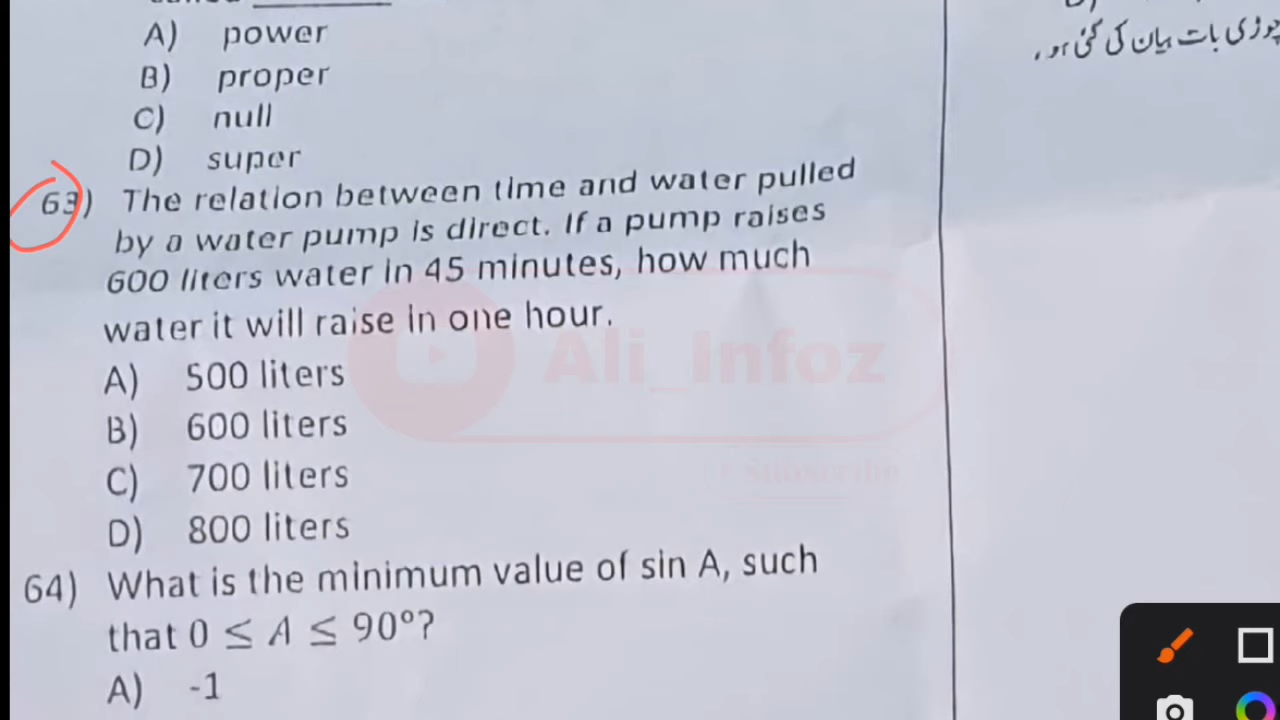 A) power
B) proper
C) null
D) super
63) The relation between time and water pulled
by a water pump is direct. If a pump raises
600 liters water in 45 minutes, how much
water it will raise in one hour.
A) 500 liters
B) 600 liters
C) 700 liters
D) 800 liters
64) What is the minimum value of sin A, such
that 0 ≤ A ≤ 90°?
A) -1
چوڑی بات بیان کی گئی ہو،
Ali_Infoz
Subscribe